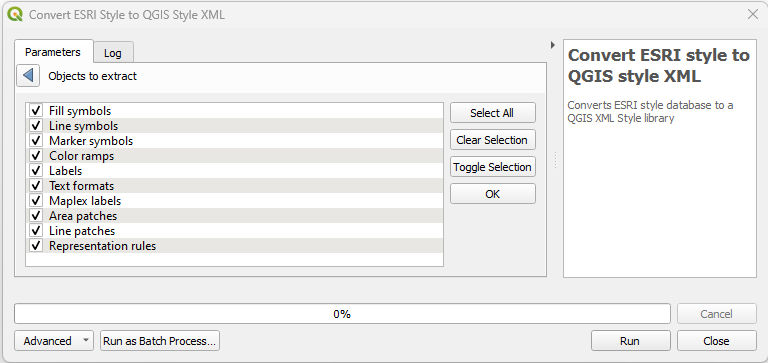 Convert ESRI Style to QGIS Style XML
Parameters
Log
Objects to extract
Fill symbols
Line symbols
Marker symbols
Color ramps
Labels
Text formats
Maplex labels
Area patches
Line patches
Representation rules
Select All
Clear Selection
Toggle Selection
OK
Convert ESRI style to
QGIS style XML
Converts ESRI style database to a
QGIS XML Style library
0%
Cancel
Advanced
Run as Batch Process...
Run
Close